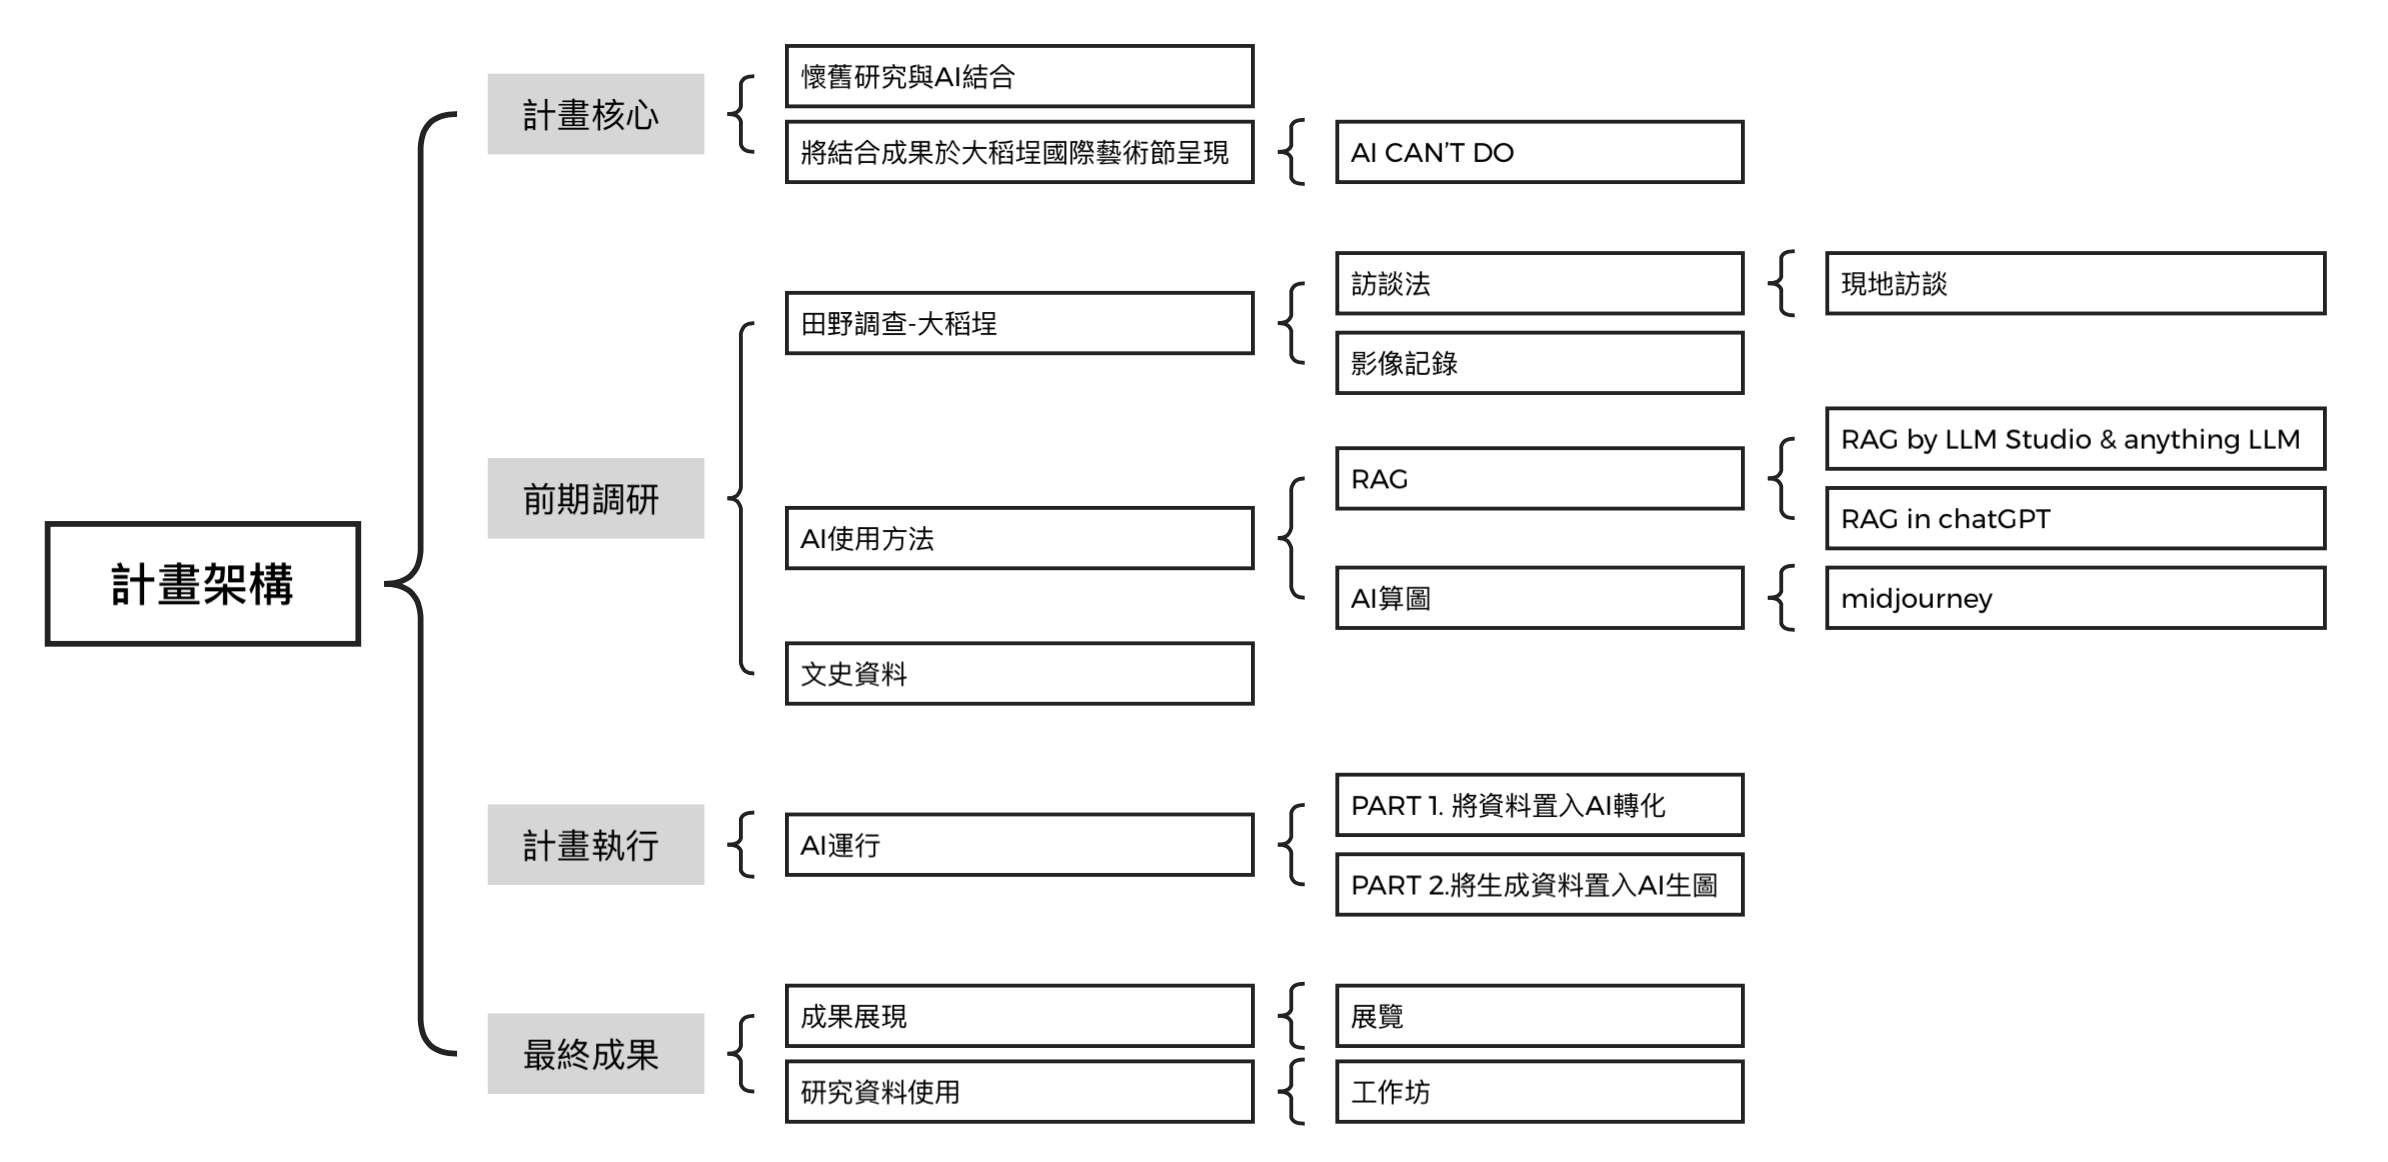 計畫架構
計畫核心
懷舊研究與AI結合
將結合成果於大稻埕國際藝術節呈現
AI CAN’T DO
前期調研
田野調查-大稻埕
訪談法
現地訪談
影像記錄
AI使用方法
RAG
RAG by LLM Studio & anything LLM
RAG in chatGPT
AI算圖
midjourney
文史資料
計畫執行
AI運行
PART 1. 將資料置入AI轉化
PART 2.將生成資料置入AI生圖
最終成果
成果展現
展覽
研究資料使用
工作坊